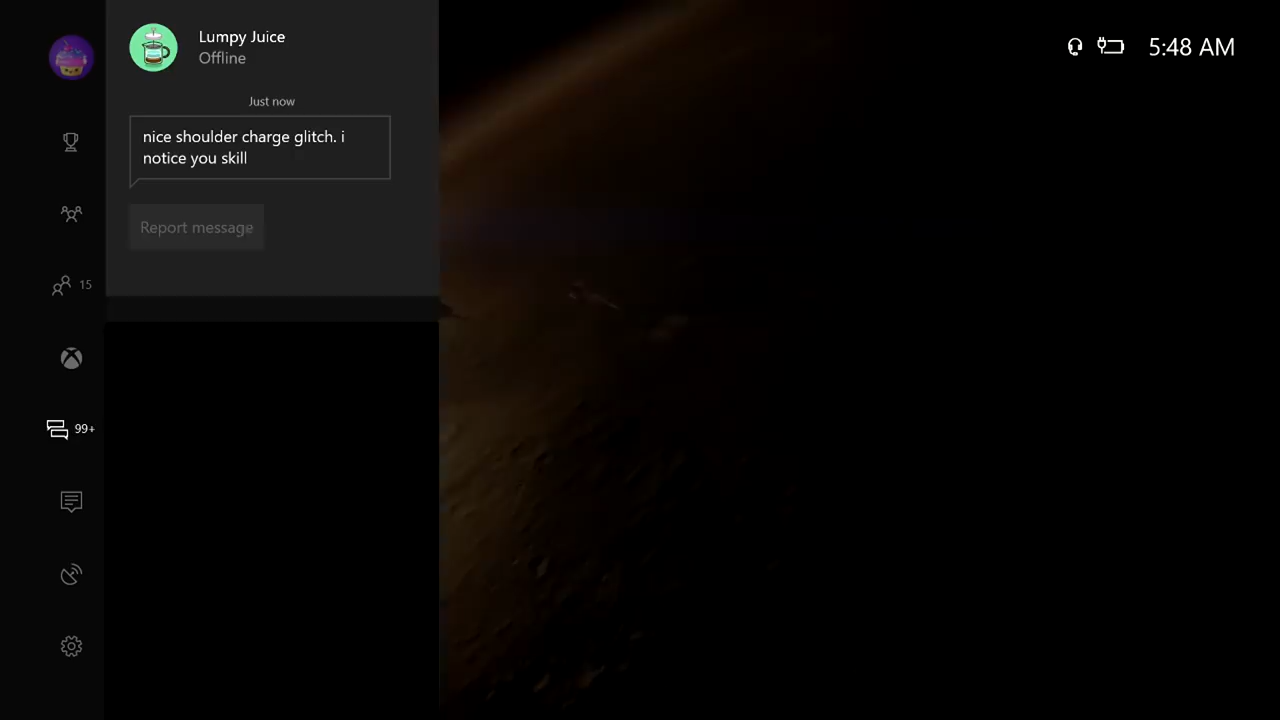 Lumpy Juice
Offline
5:48 AM
Just now
nice shoulder charge glitch. i
notice you skill
Report message
15
99+